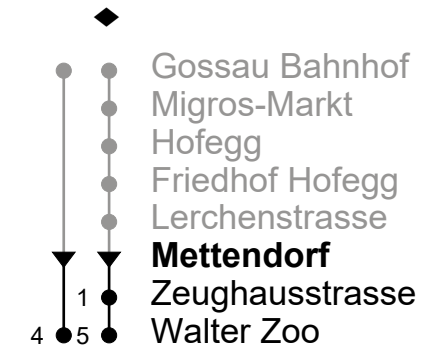 Gossau Bahnhof
Migros-Markt
Hofegg
Friedhof Hofegg
Lerchenstrasse
Mettendorf
1 Zeughausstrasse
4 5 Walter Zoo